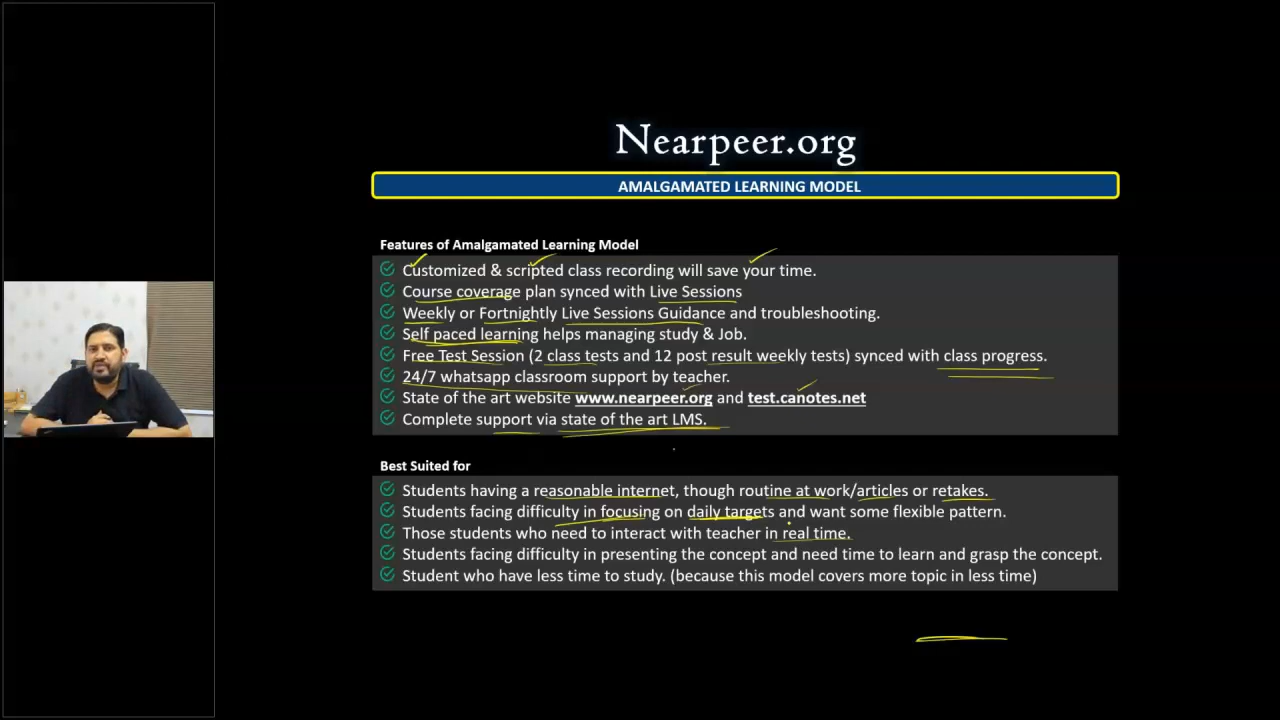 Nearpeer.org
AMALGAMATED LEARNING MODEL
Features of Amalgamated Learning Model
Customized & scripted class recording will save your time.
Course coverage plan synced with Live Sessions
Weekly or Fortnightly Live Sessions Guidance and troubleshooting.
Self paced learning helps managing study & Job.
Free Test Session (2 class tests and 12 post result weekly tests) synced with class progress.
24/7 whatsapp classroom support by teacher.
State of the art website www.nearpeer.org and test.canotes.net
Complete support via state of the art LMS.
Best Suited for
Students having a reasonable internet, though routine at work/articles or retakes.
Students facing difficulty in focusing on daily targets and want some flexible pattern.
Those students who need to interact with teacher in real time.
Students facing difficulty in presenting the concept and need time to learn and grasp the concept.
Student who have less time to study. (because this model covers more topic in less time)